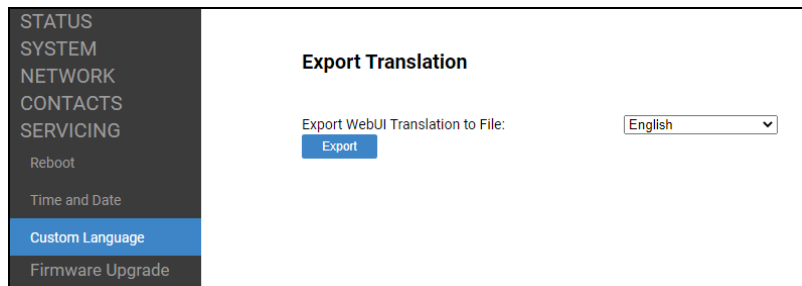 STATUS
SYSTEM
NETWORK
CONTACTS
SERVICING
Reboot
Time and Date
Custom Language
Firmware Upgrade
Export Translation
Export WebUI Translation to File:
English
Export